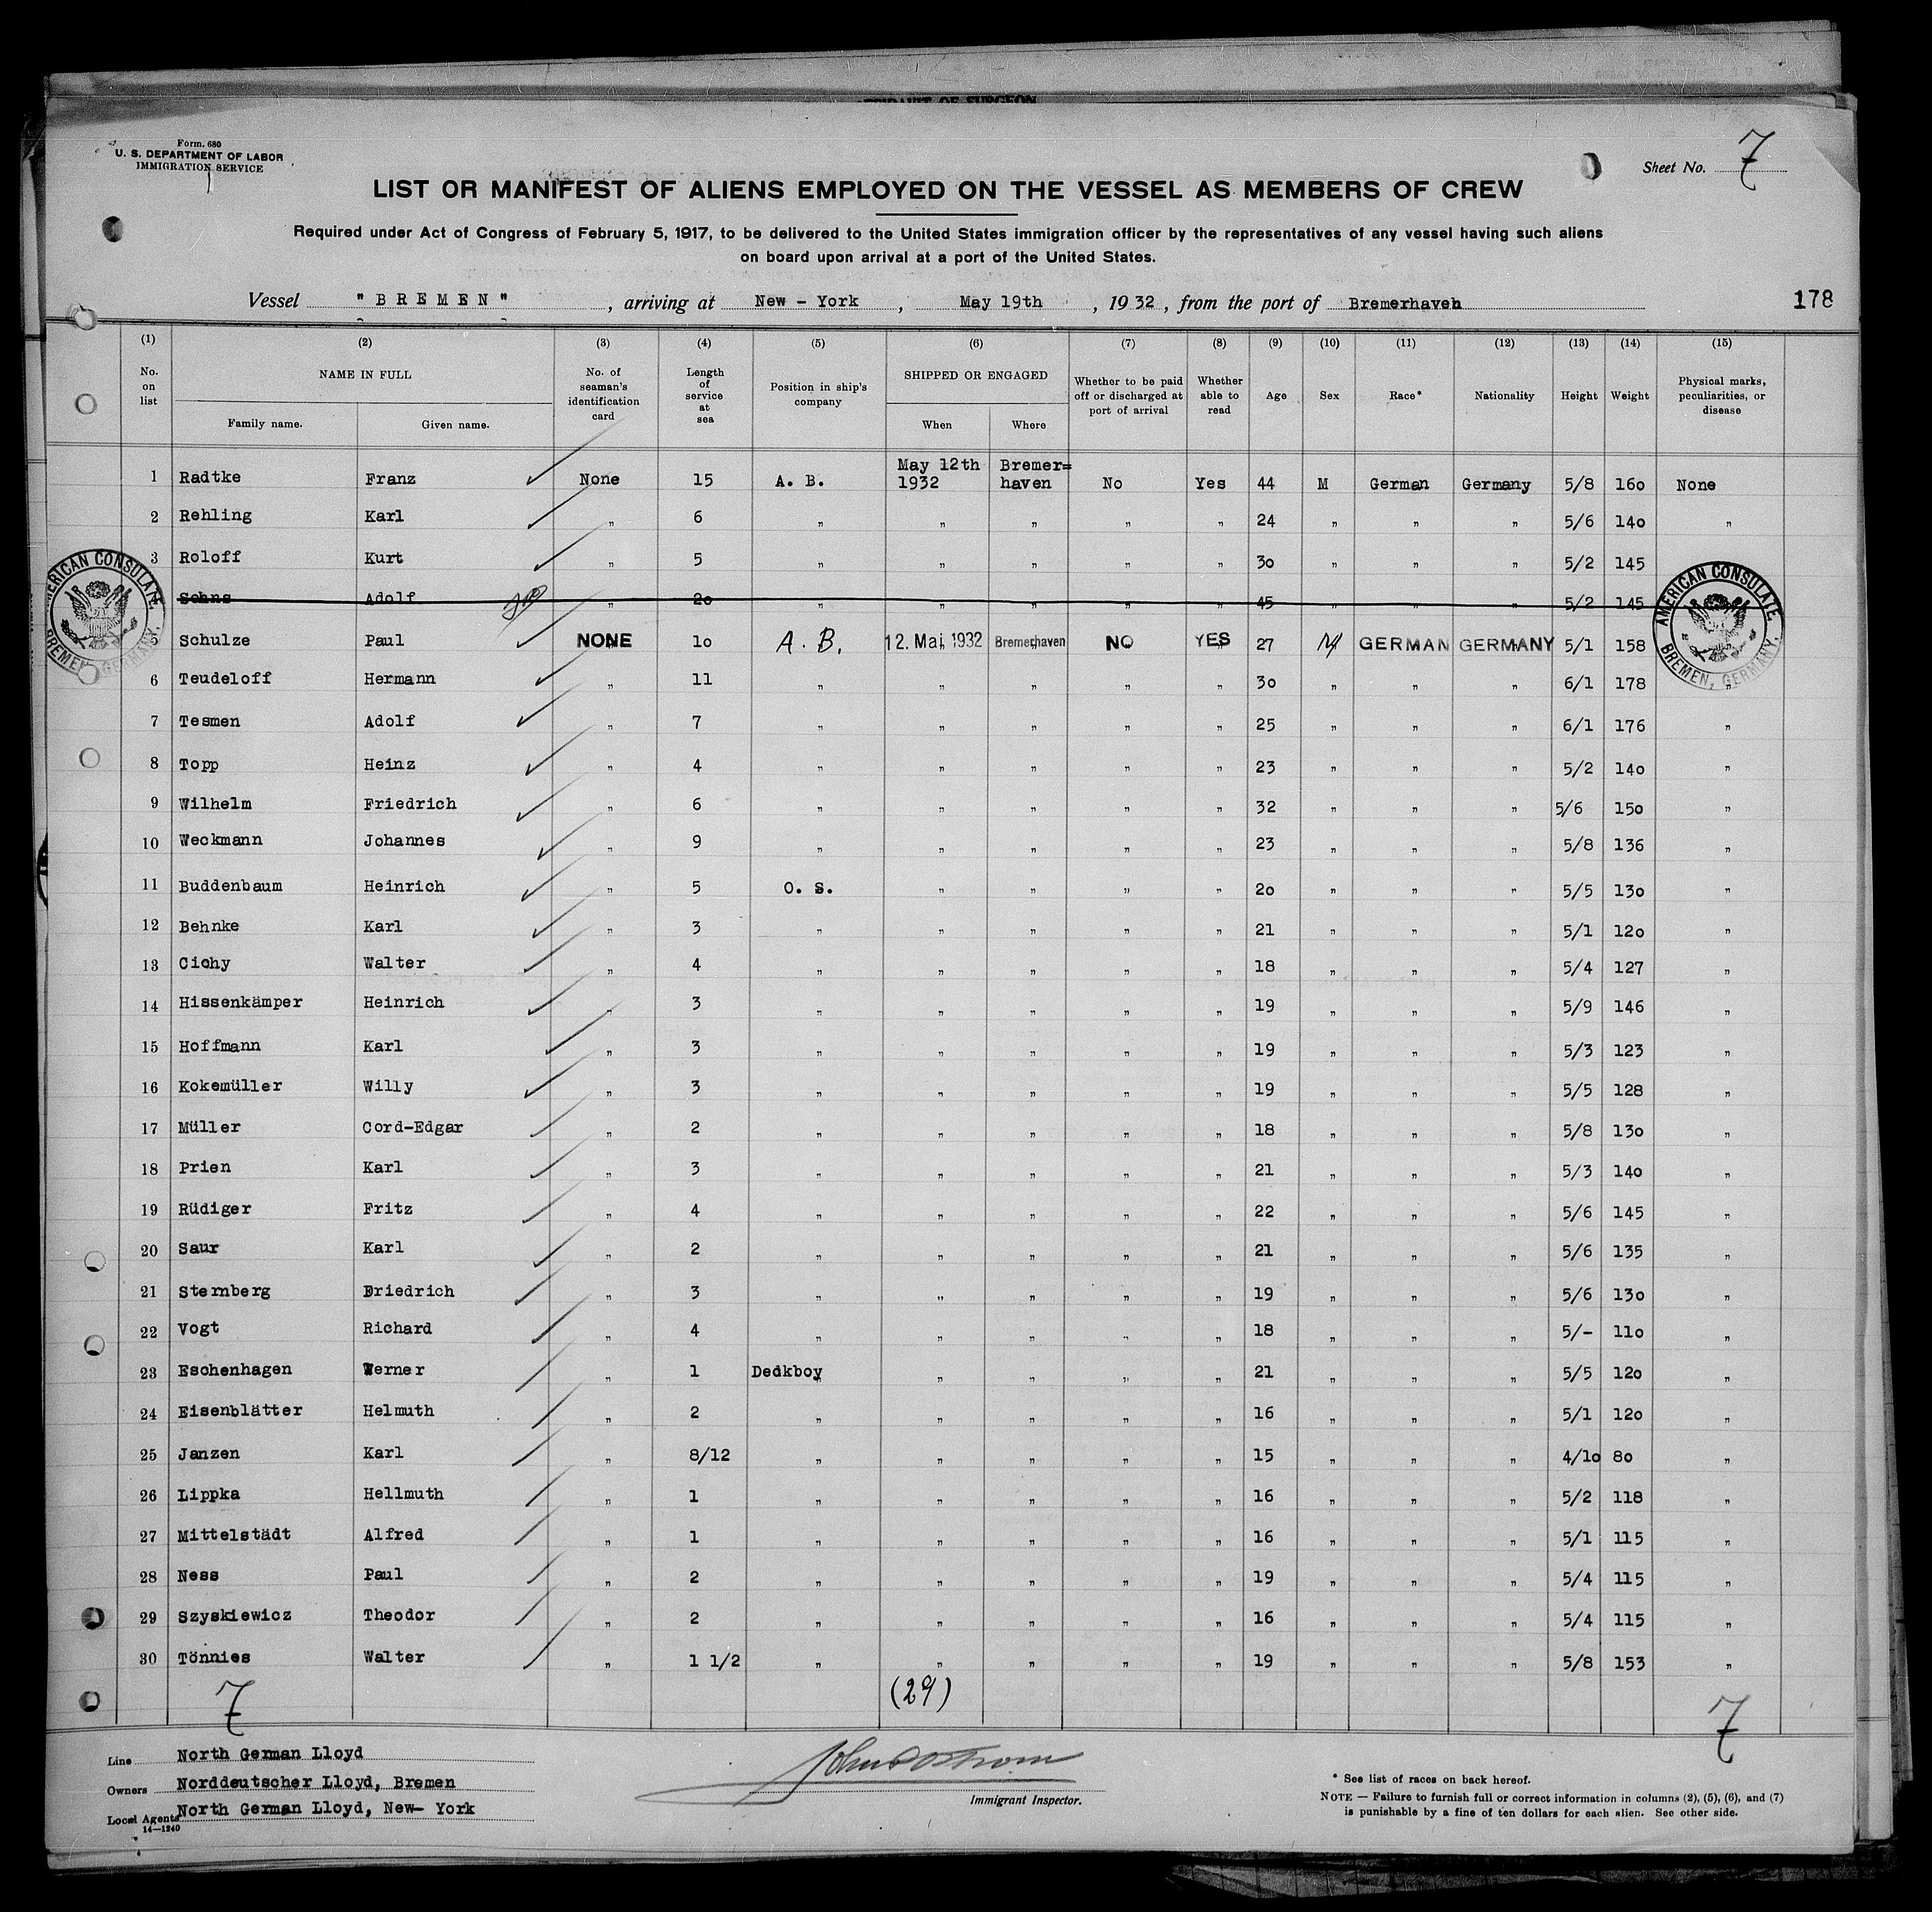 AFFIDAVIT OF SURGEON
Form. 680
U. S. DEPARTMENT OF LABOR
IMMIGRATION SERVICE
Sheet No. 7
LIST OR MANIFEST OF ALIENS EMPLOYED ON THE VESSEL AS MEMBERS OF CREW
Required under Act of Congress of February 5, 1917, to be delivered to the United States immigration officer by the representatives of any vessel having such aliens
on board upon arrival at a port of the United States.
Vessel "BREMEN", arriving at New-York, May 19th, 1932, from the port of Bremerhaven
178
(1) (2) (3) (4) (5) (6) (7) (8) (9) (10) (11) (12) (13) (14) (15)
No. on list NAME IN FULL Family name. Given name. No. of seaman's identification card Length of service at sea Position in ship's company SHIPPED OR ENGAGED When Where Whether to be paid off or discharged at port of arrival Whether able to read Age Sex Race* Nationality Height Weight Physical marks, peculiarities, or disease
1 Radtke Franz None 15 A. B. May 12th 1932 Bremer= haven No Yes 44 M German Germany 5/8 160 None
2 Rehling Karl " 6 " " " " " 24 " " " 5/6 140 "
3 Roloff Kurt " 5 " " " " " 30 " " " 5/2 145
Sohns Adolf " 20 " " " " " 45 " " " 5/2 145
5 Schulze Paul NONE 10 A. B. 12. Mai 1932 Bremerhaven NO YES 27 M GERMAN GERMANY 5/1 158
6 Teudeloff Hermann " 11 " " " " " 30 " " " 6/1 178 "
7 Tesmen Adolf " 7 " " " " " 25 " " " 6/1 176 "
8 Topp Heinz " 4 " " " " " 23 " " " 5/2 140 "
9 Wilhelm Friedrich " 6 " " " " " 32 " " " 5/6 150 "
10 Weckmann Johannes " 9 " " " " " 23 " " " 5/8 136 "
11 Buddenbaum Heinrich " 5 O. S. " " " " 20 " " " 5/5 130 "
12 Behnke Karl " 3 " " " " " 21 " " " 5/1 120 "
13 Cichy Walter " 4 " " " " " 18 " " " 5/4 127 "
14 Hissenkämper Heinrich " 3 " " " " " 19 " " " 5/9 146 "
15 Hoffmann Karl " 3 " " " " " 19 " " " 5/3 123 "
16 Kokemüller Willy " 3 " " " " " 19 " " " 5/5 128 "
17 Müller Cord-Edgar " 2 " " " " " 18 " " " 5/8 130 "
18 Prien Karl " 3 " " " " " 21 " " " 5/3 140 "
19 Rüdiger Fritz " 4 " " " " " 22 " " " 5/6 145 "
20 Saur Karl " 2 " " " " " 21 " " " 5/6 135 "
21 Sternberg Friedrich " 3 " " " " " 19 " " " 5/6 130 "
22 Vogt Richard " 4 " " " " " 18 " " " 5/- 110 "
23 Eschenhagen Werner " 1 Dedkboy " " " " 21 " " " 5/5 120 "
24 Eisenblätter Helmuth " 2 " " " " " 16 " " " 5/1 120 "
25 Janzen Karl " 8/12 " " " " " 15 " " " 4/10 80 "
26 Lippka Hellmuth " 1 " " " " " 16 " " " 5/2 118 "
27 Mittelstädt Alfred " 1 " " " " " 16 " " " 5/1 115 "
28 Ness Paul " 2 " " " " " 19 " " " 5/4 115 "
29 Szyskiewicz Theodor " 2 " " " " " 16 " " " 5/4 115 "
30 Tönnies Walter " 1 1/2 " " " " " 19 " " " 5/8 153 "
AMERICAN CONSULATE, BREMEN, GERMANY.
AMERICAN CONSULATE, BREMEN, GERMANY.
7 (29) 7
Line North German Lloyd
Owners Norddeutscher Lloyd, Bremen
Local Agents North German Lloyd, New-York
14—1240
Immigrant Inspector.
* See list of races on back hereof.
NOTE — Failure to furnish full or correct information in columns (2), (5), (6), and (7)
is punishable by a fine of ten dollars for each alien. See other side.